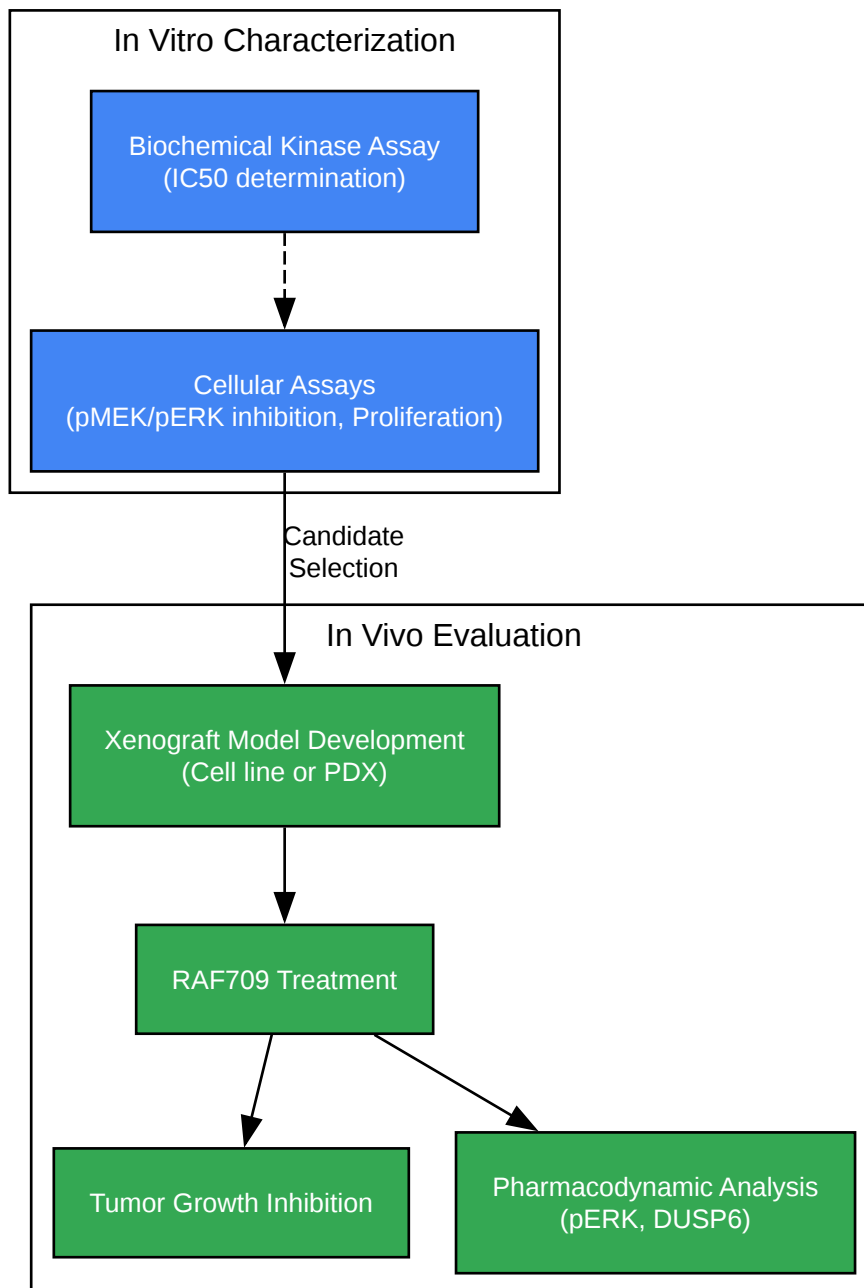 In Vitro Characterization
Biochemical Kinase Assay
(IC50 determination)
Cellular Assays
(pMEK/pERK inhibition, Proliferation)
Candidate
Selection
In Vivo Evaluation
Xenograft Model Development
(Cell line or PDX)
RAF709 Treatment
Tumor Growth Inhibition
Pharmacodynamic Analysis
(pERK, DUSP6)